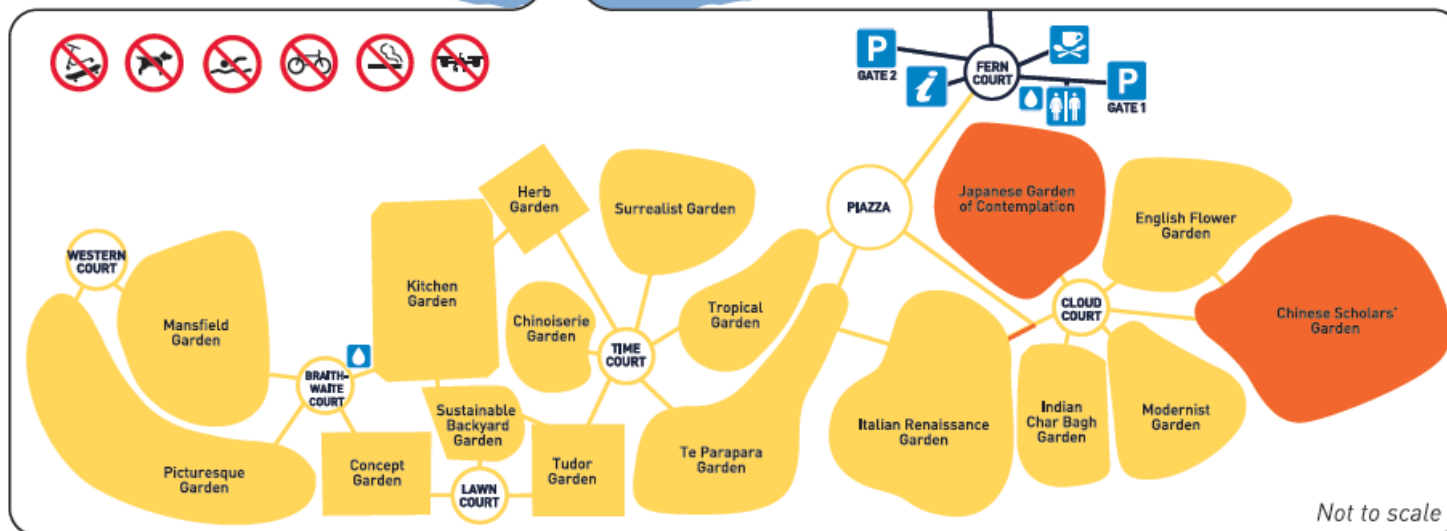 P
GATE 2
i
FERN
COURT
P
GATE 1
PIAZZA
Japanese Garden
of Contemplation
English Flower
Garden
Chinese Scholars'
Garden
CLOUD
COURT
Herb
Garden
Surrealist Garden
WESTERN
COURT
Mansfield
Garden
Kitchen
Garden
Chinoiserie
Garden
TIME
COURT
Tropical
Garden
BRAITH-
WAITE
COURT
Sustainable
Backyard
Garden
Picturesque
Garden
Concept
Garden
LAWN
COURT
Tudor
Garden
Te Parapara
Garden
Italian Renaissance
Garden
Indian
Char Bagh
Garden
Modernist
Garden
Not to scale